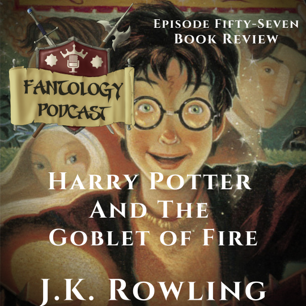 Episode Fifty-Seven
Book Review
FANTOLOGY
PODCAST
Harry Potter
And The
Goblet of Fire
J.K. Rowling